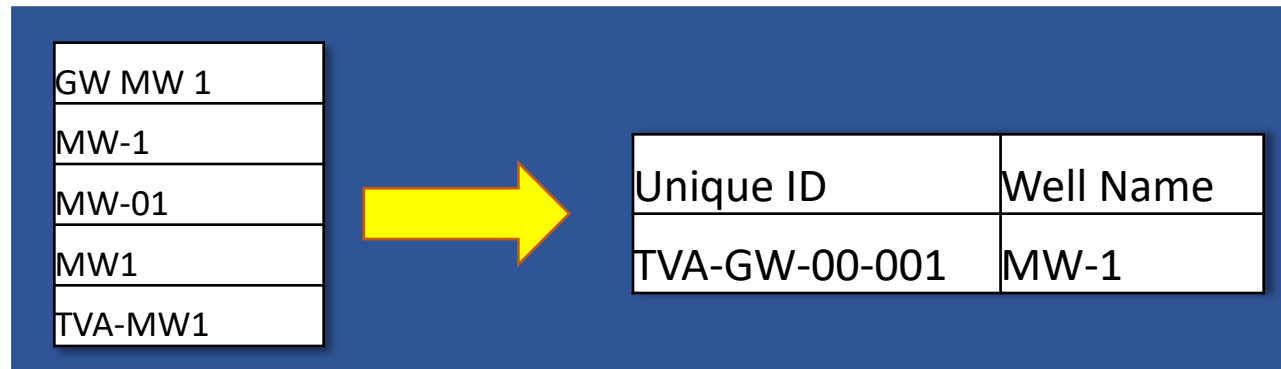 GW MW 1
MW-1
MW-01
MW1
TVA-MW1
Unique ID Well Name
TVA-GW-00-001 MW-1